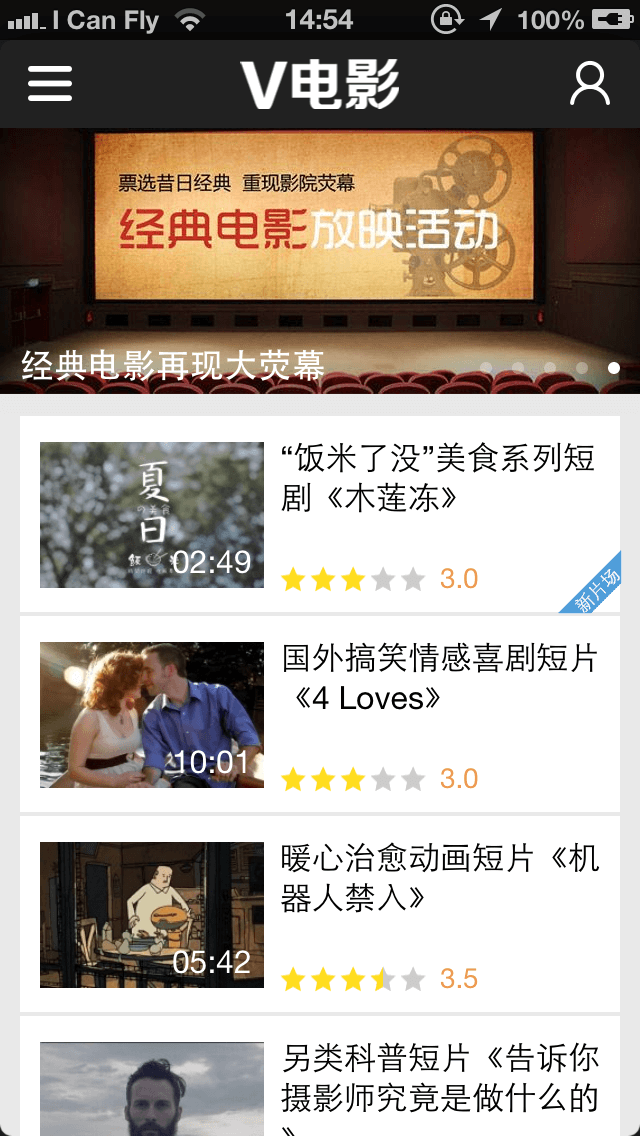 I Can Fly 14:54 100%
V电影
票选昔日经典 重现影院荧幕
经典电影放映活动
经典电影再现大荧幕
夏
の美食
日
02:49
“饭米了没”美食系列短
剧《木莲冻》
3.0
新片场
10:01
国外搞笑情感喜剧短片
《4 Loves》
3.0
05:42
暖心治愈动画短片《机
器人禁入》
3.5
另类科普短片《告诉你
摄影师究竟是做什么的
》